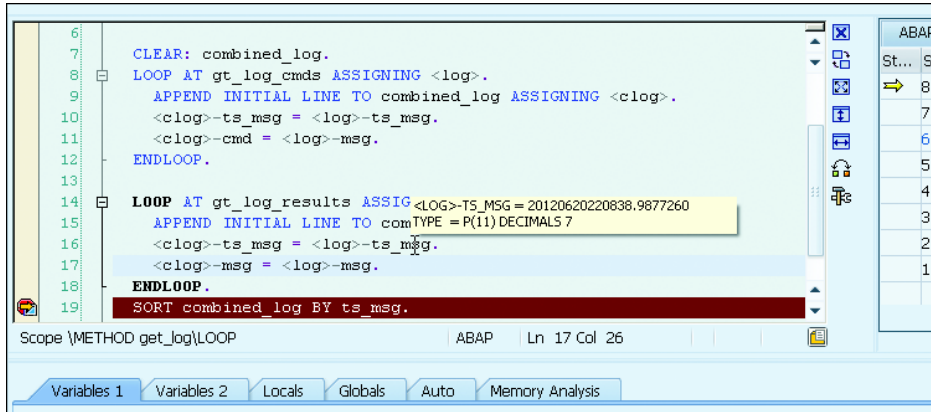 6
7 CLEAR: combined_log.
8 LOOP AT gt_log_cmds ASSIGNING <log>.
9 APPEND INITIAL LINE TO combined_log ASSIGNING <clog>.
10 <clog>-ts_msg = <log>-ts_msg.
11 <clog>-cmd = <log>-msg.
12 ENDLOOP.
13
14 LOOP AT gt_log_results ASSIG
<LOG>-TS_MSG = 20120620220838.9877260
TYPE = P(11) DECIMALS 7
15 APPEND INITIAL LINE TO com
16 <clog>-ts_msg = <log>-ts_msg.
17 <clog>-msg = <log>-msg.
18 ENDLOOP.
19 SORT combined_log BY ts_msg.
Scope \METHOD get_log\LOOP ABAP Ln 17 Col 26
Variables 1 Variables 2 Locals Globals Auto Memory Analysis
ABAP
St... S
8
7
6
5
4
3
2
1